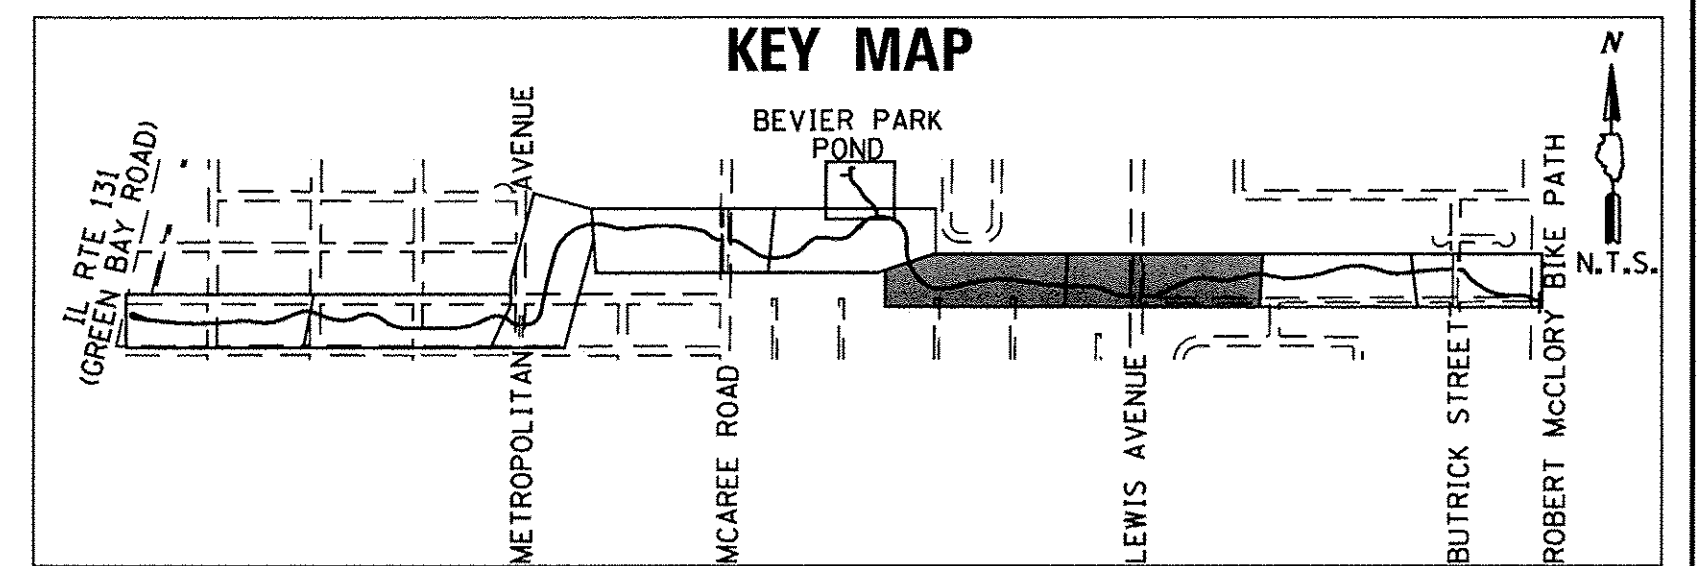 KEY MAP
N
BEVIER PARK
POND
IL RTE 131
(GREEN BAY ROAD)
METROPOLITAN AVENUE
MCAREE ROAD
LEWIS AVENUE
BUTRICK STREET
ROBERT McCLORY BIKE PATH
N.T.S.